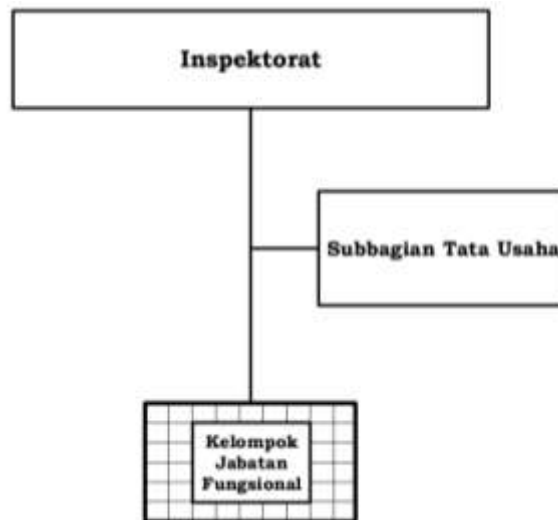 Inspektorat
Subbagian Tata Usaha
Kelompok
Jabatan
Fungsional